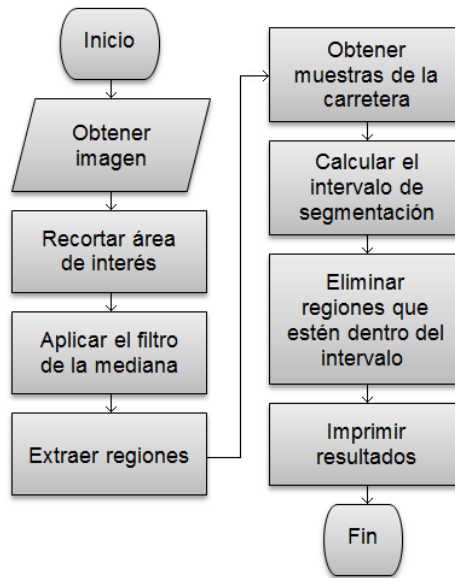 Inicio
Obtener
imagen
Recortar área
de interés
Aplicar el filtro
de la mediana
Extraer regiones
Obtener
muestras de la
carretera
Calcular el
intervalo de
segmentación
Eliminar
regiones que
estén dentro del
intervalo
Imprimir
resultados
Fin